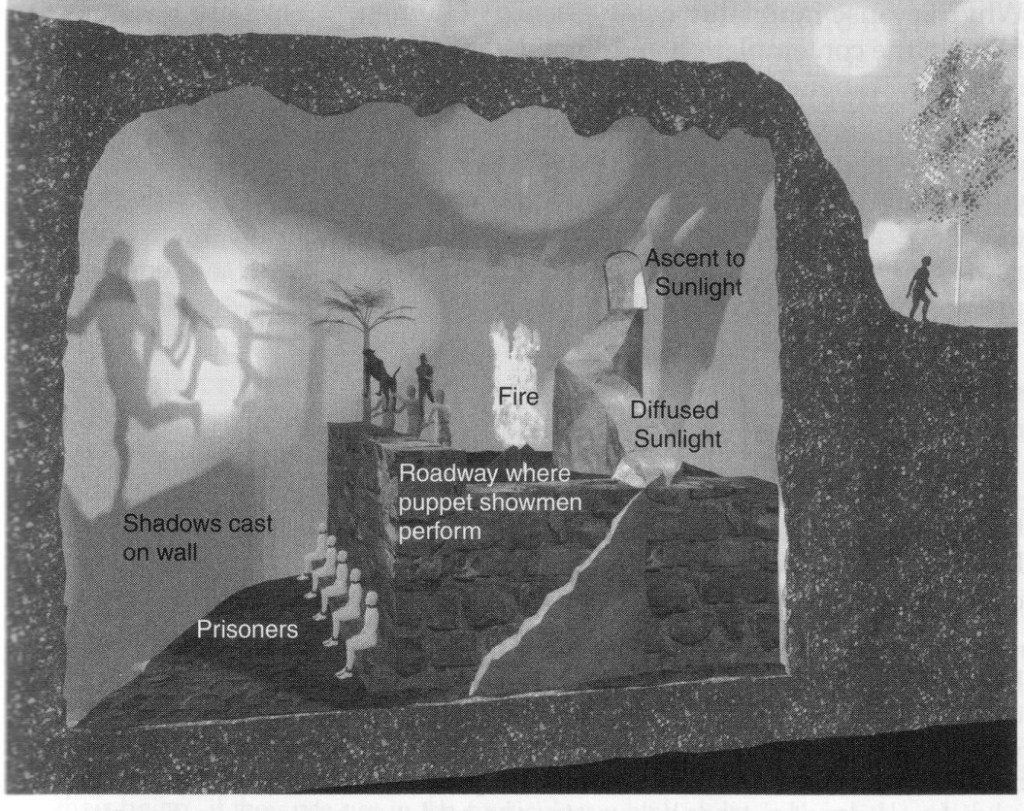 Ascent to
Sunlight
Fire
Diffused
Sunlight
Roadway where
puppet showmen
perform
Shadows cast
on wall
Prisoners